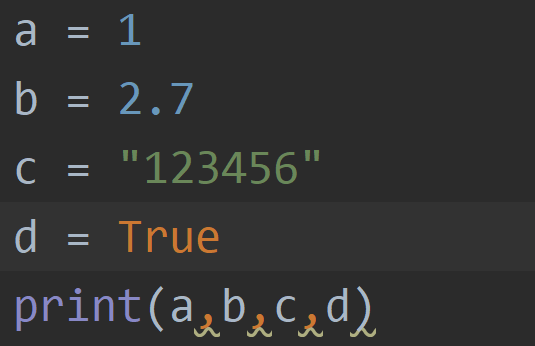 a = 1
b = 2.7
c = "123456"
d = True
print(a,b,c,d)